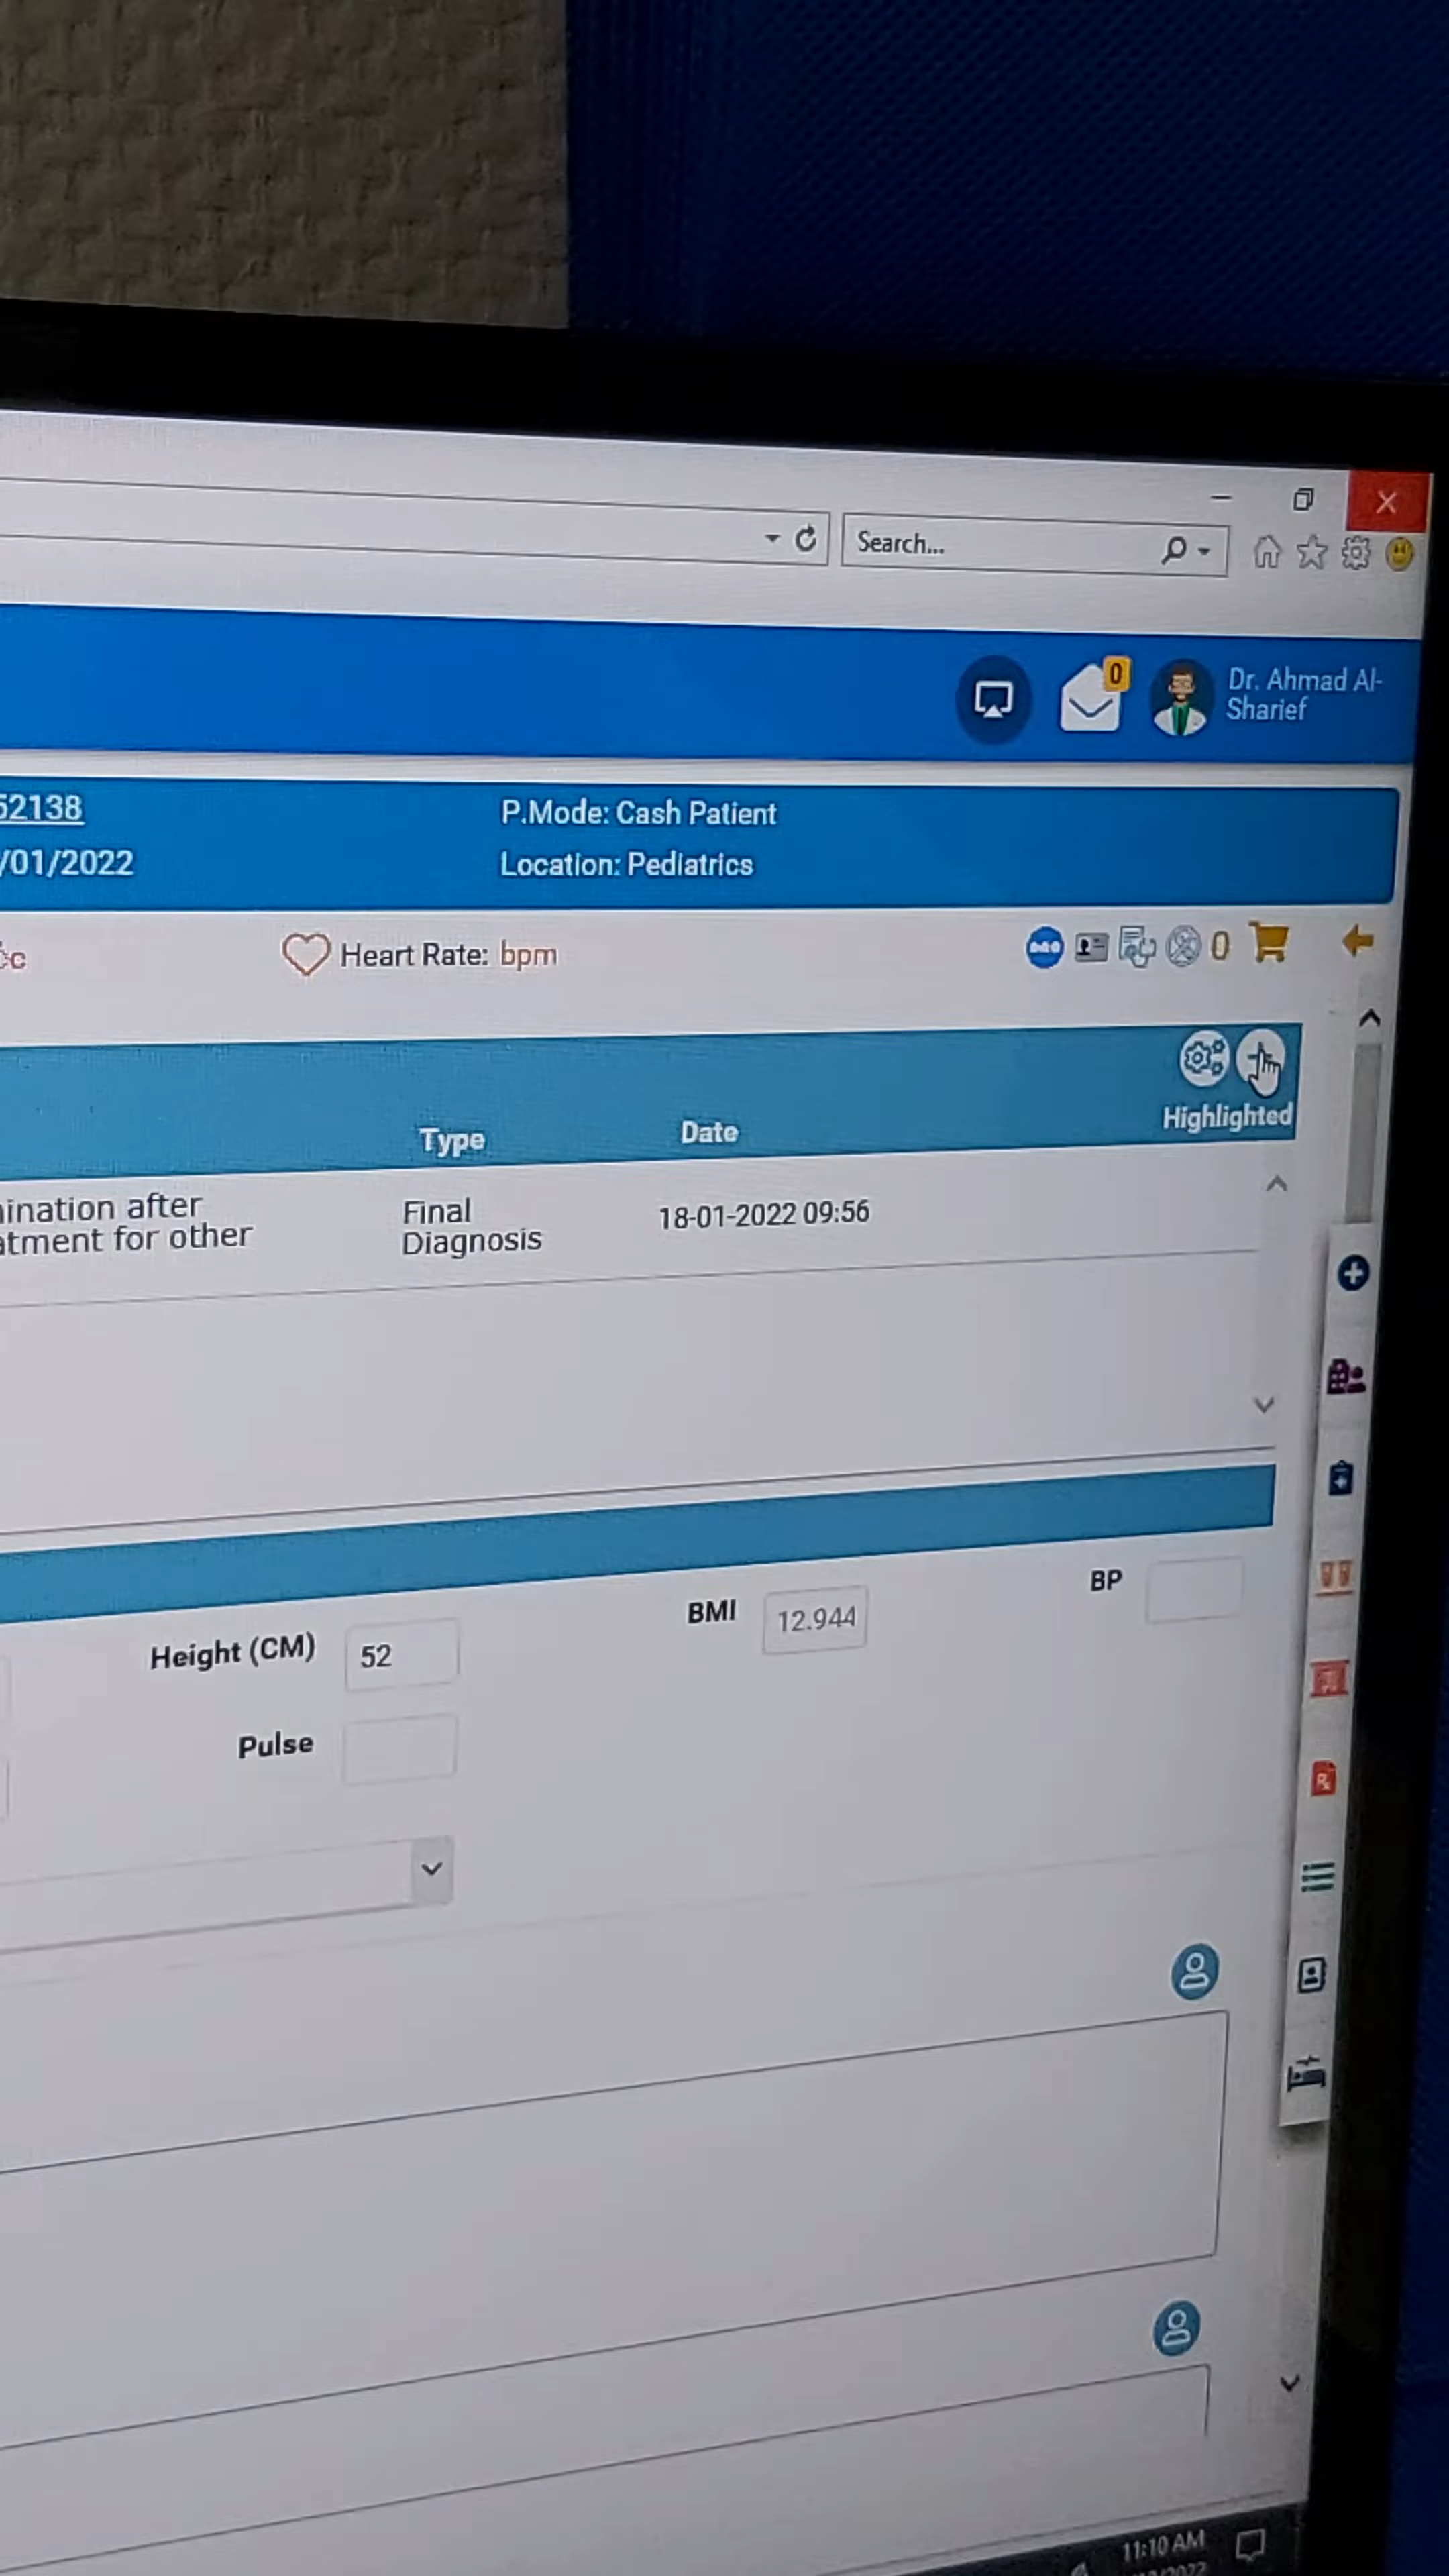 Search...
0
Dr. Ahmad Al-
Sharief
52138
P.Mode: Cash Patient
/01/2022
Location: Pediatrics
Heart Rate: bpm
0
Highlighted
Type
Date
after
for other
Final
Diagnosis
18-01-2022 09:56
Height (CM)
52
BMI
12.944
BP
Pulse
11:10 AM